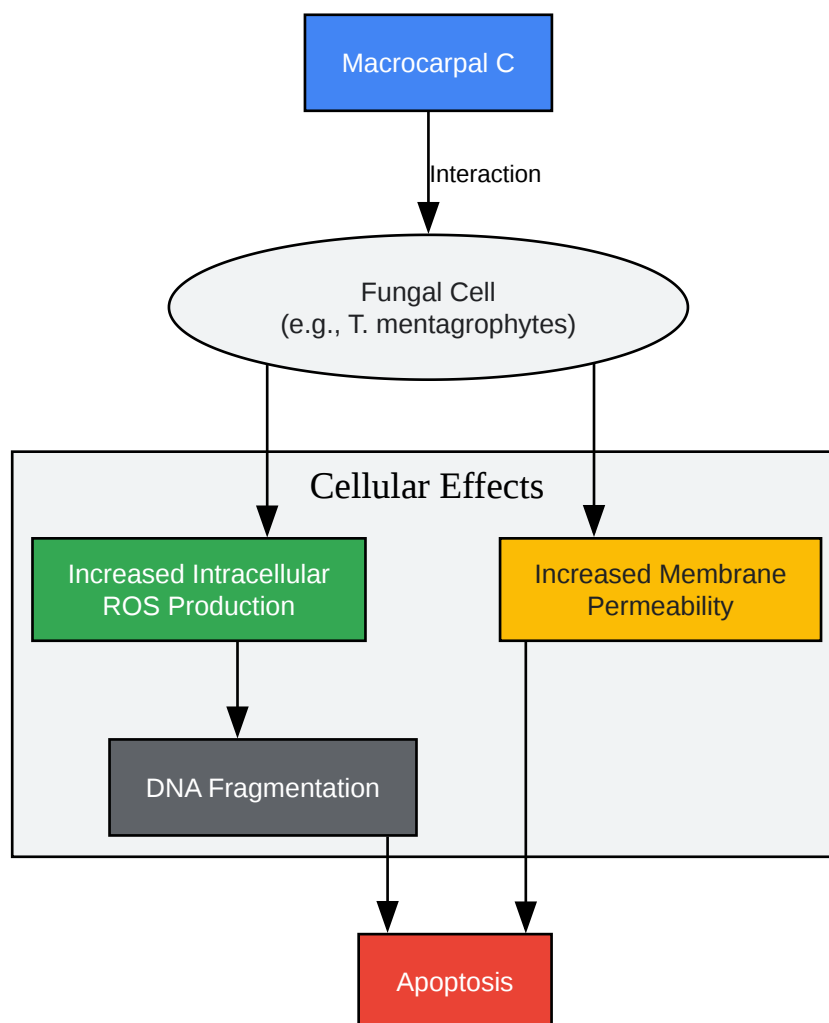 Macrocarpal C
Interaction
Fungal Cell
(e.g., T. mentagrophytes)
Cellular Effects
Increased Intracellular
ROS Production
Increased Membrane
Permeability
DNA Fragmentation
Apoptosis